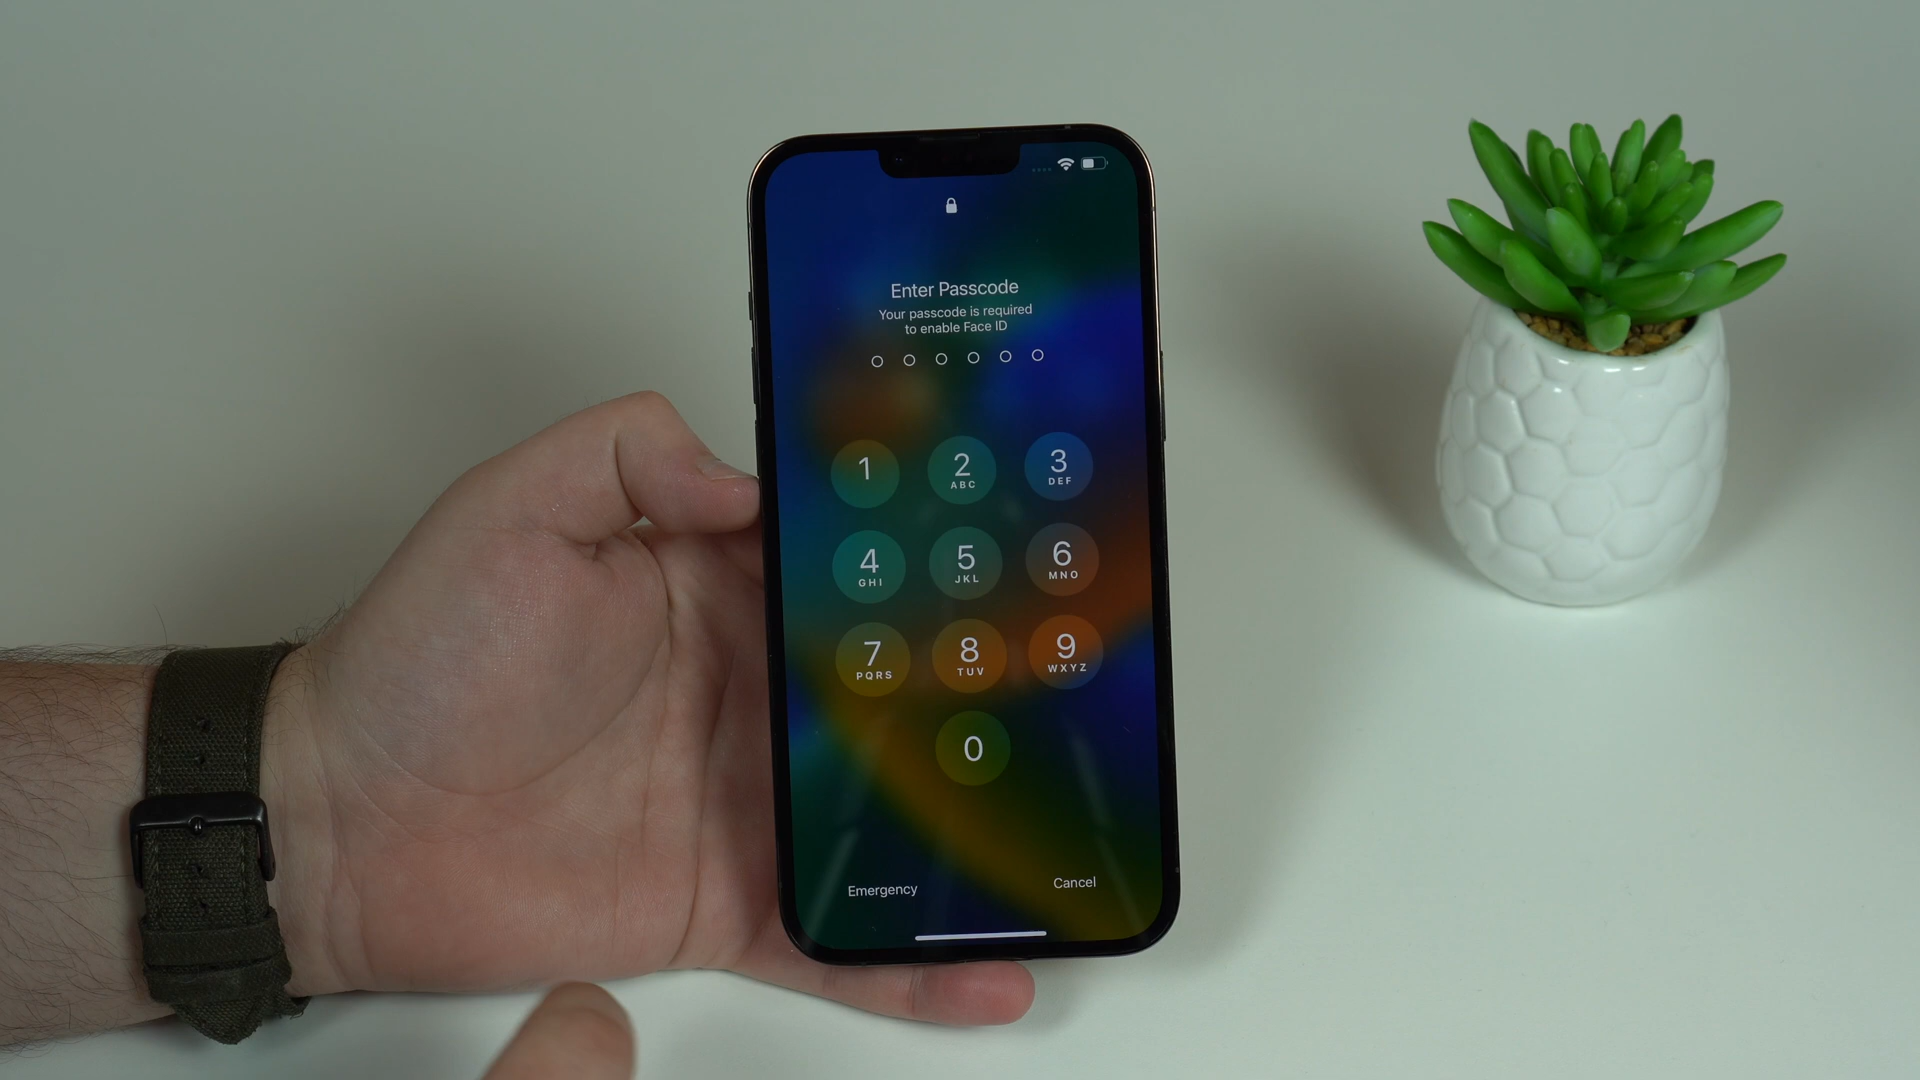 Enter Passcode
Your passcode is required
to enable Face ID
1
2
ABC
3
DEF
4
GHI
5
JKL
6
MNO
7
PQRS
8
TUV
9
WXYZ
0
Emergency
Cancel